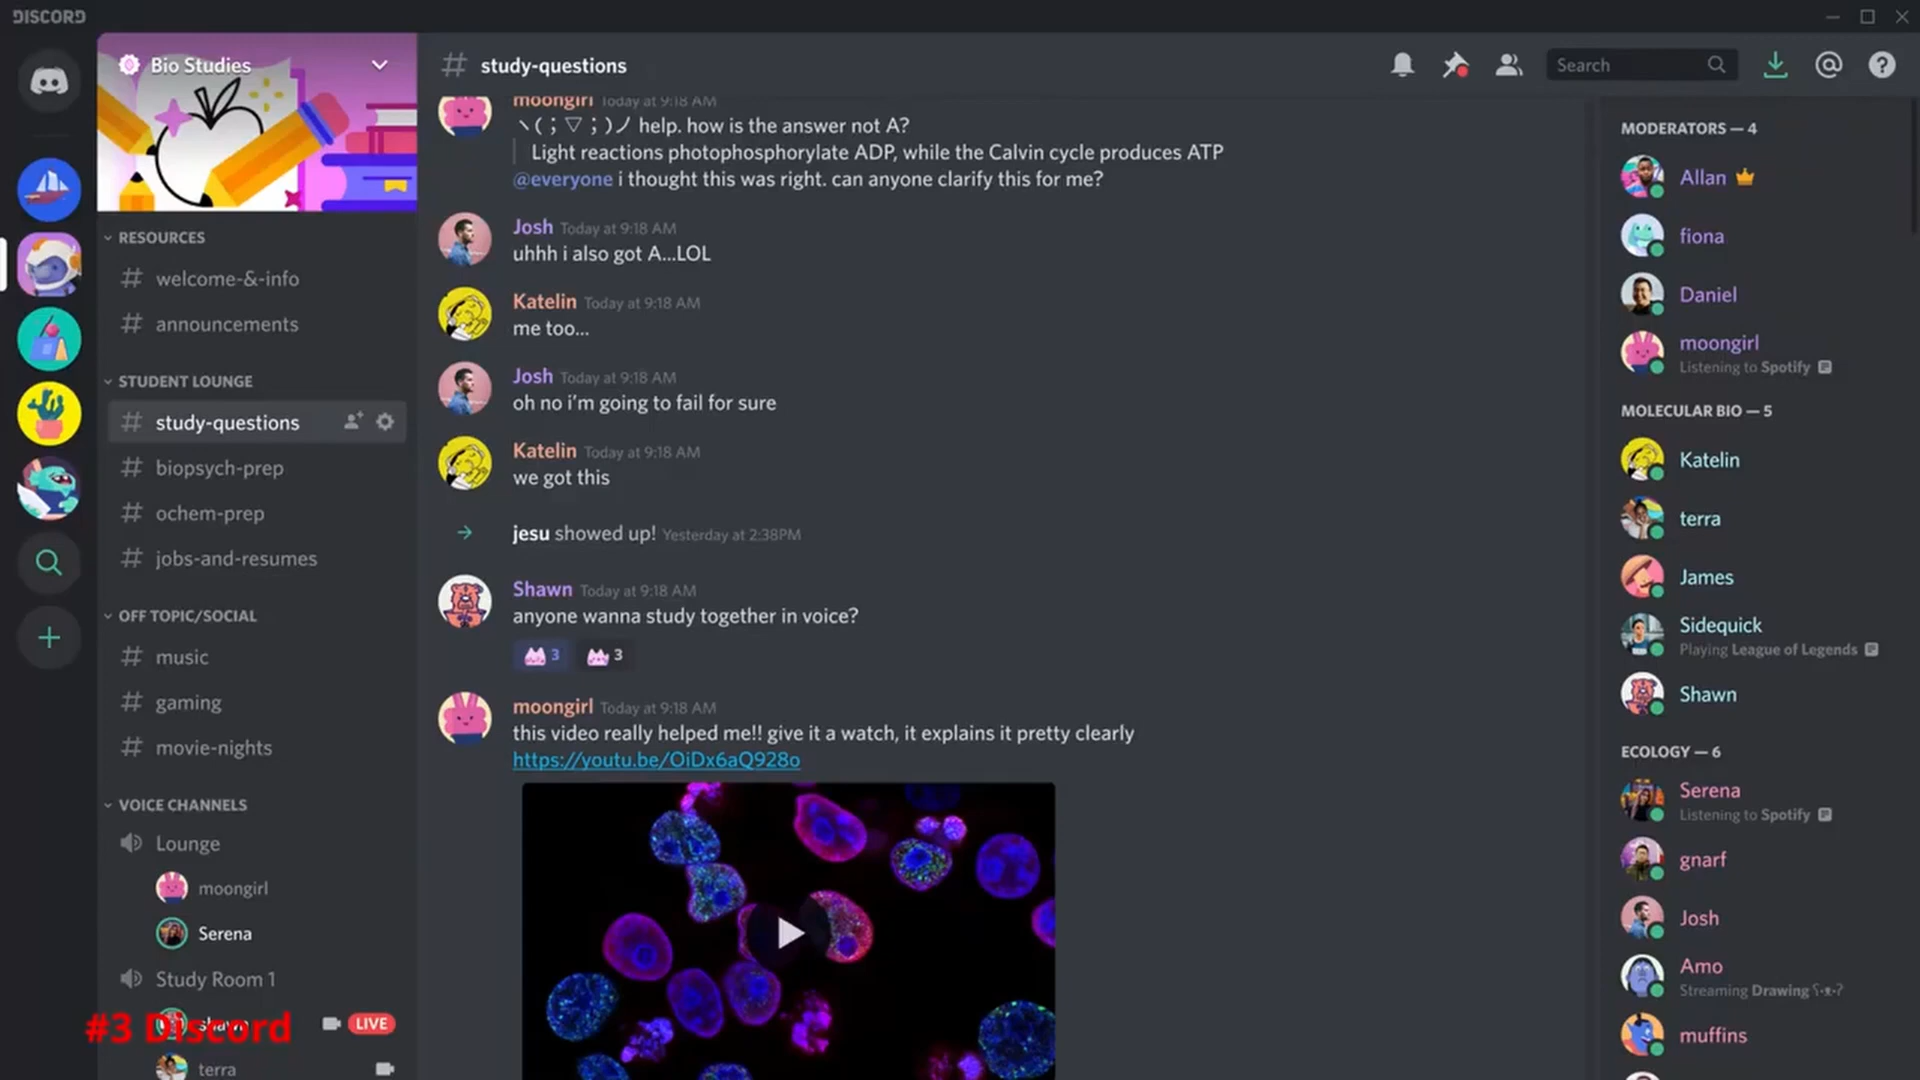 DISCORD
Bio Studies
RESOURCES
welcome-&-info
announcements
STUDENT LOUNGE
study-questions
biopsych-prep
ochem-prep
jobs-and-resumes
OFF TOPIC/SOCIAL
music
gaming
movie-nights
VOICE CHANNELS
Lounge
moongirl
Serena
Study Room 1
shawn
LIVE
#3 Discord
terra
study-questions
Search
moongirl Today at 9:18 AM
ヽ(；▽；)ノ help. how is the answer not A?
Light reactions photophosphorylate ADP, while the Calvin cycle produces ATP
@everyone i thought this was right. can anyone clarify this for me?
Josh Today at 9:18 AM
uhhh i also got A...LOL
Katelin Today at 9:18 AM
me too...
Josh Today at 9:18 AM
oh no i'm going to fail for sure
Katelin Today at 9:18 AM
we got this
jesu showed up! Yesterday at 2:38PM
Shawn Today at 9:18 AM
anyone wanna study together in voice?
3 3
moongirl Today at 9:18 AM
this video really helped me!! give it a watch, it explains it pretty clearly
https://youtu.be/OiDx6aQ928o
MODERATORS — 4
Allan
fiona
Daniel
moongirl
Listening to Spotify
MOLECULAR BIO — 5
Katelin
terra
James
Sidequick
Playing League of Legends
Shawn
ECOLOGY — 6
Serena
Listening to Spotify
gnarf
Josh
Amo
Streaming Drawing ʕ·ᴥ·ʔ
muffins